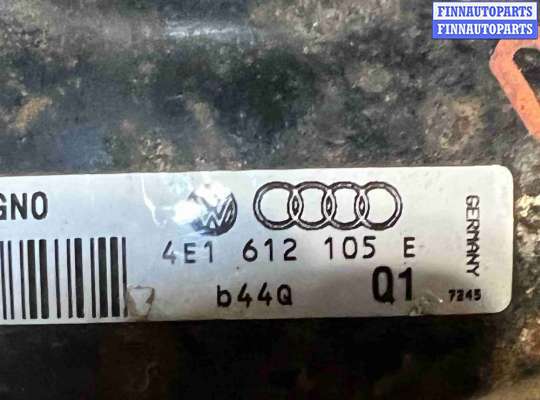 FINNAUTOPARTS
FINNAUTOPARTS
GNO
4E1 612 105 E
b44Q
Q1
GERMANY
7245